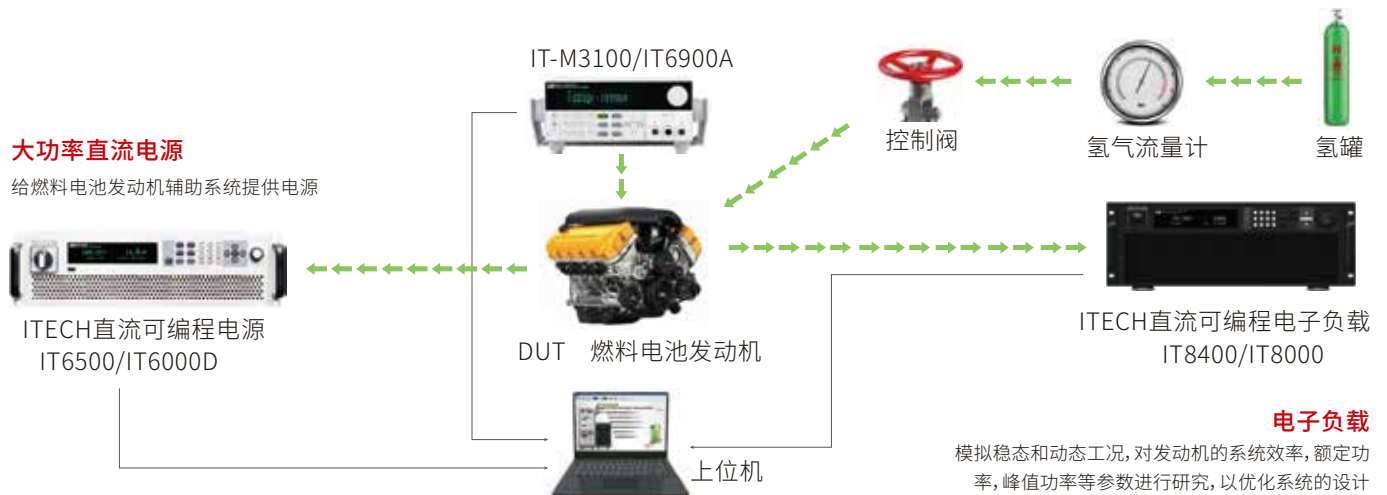 IT-M3100/IT6900A
控制阀
氢气流量计
氢罐
大功率直流电源
给燃料电池发动机辅助系统提供电源
ITECH直流可编程电源
IT6500/IT6000D
DUT 燃料电池发动机
ITECH直流可编程电子负载
IT8400/IT8000
上位机
电子负载
模拟稳态和动态工况,对发动机的系统效率,额定功
率,峰值功率等参数进行研究,以优化系统的设计